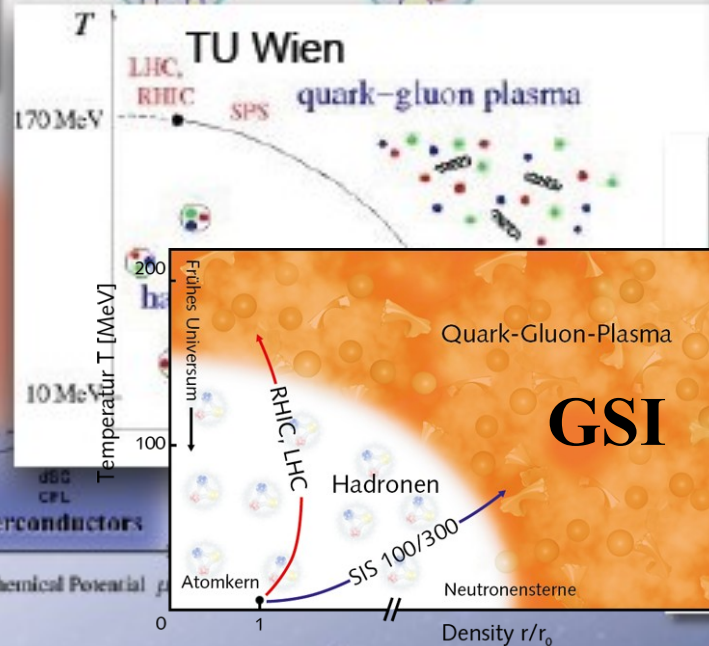 T
TU Wien
LHC,
RHIC
SPS
quark-gluon plasma
170 MeV
ha
10 MeV
200
100
0
1
Temperatur T [MeV]
Frühes Universum
RHIC, LHC
Quark-Gluon-Plasma
GSI
Hadronen
SIS 100/300
Atomkern
Neutronensterne
Density r/r₀
dSC
CFL
erconductors
hemical Potential μ